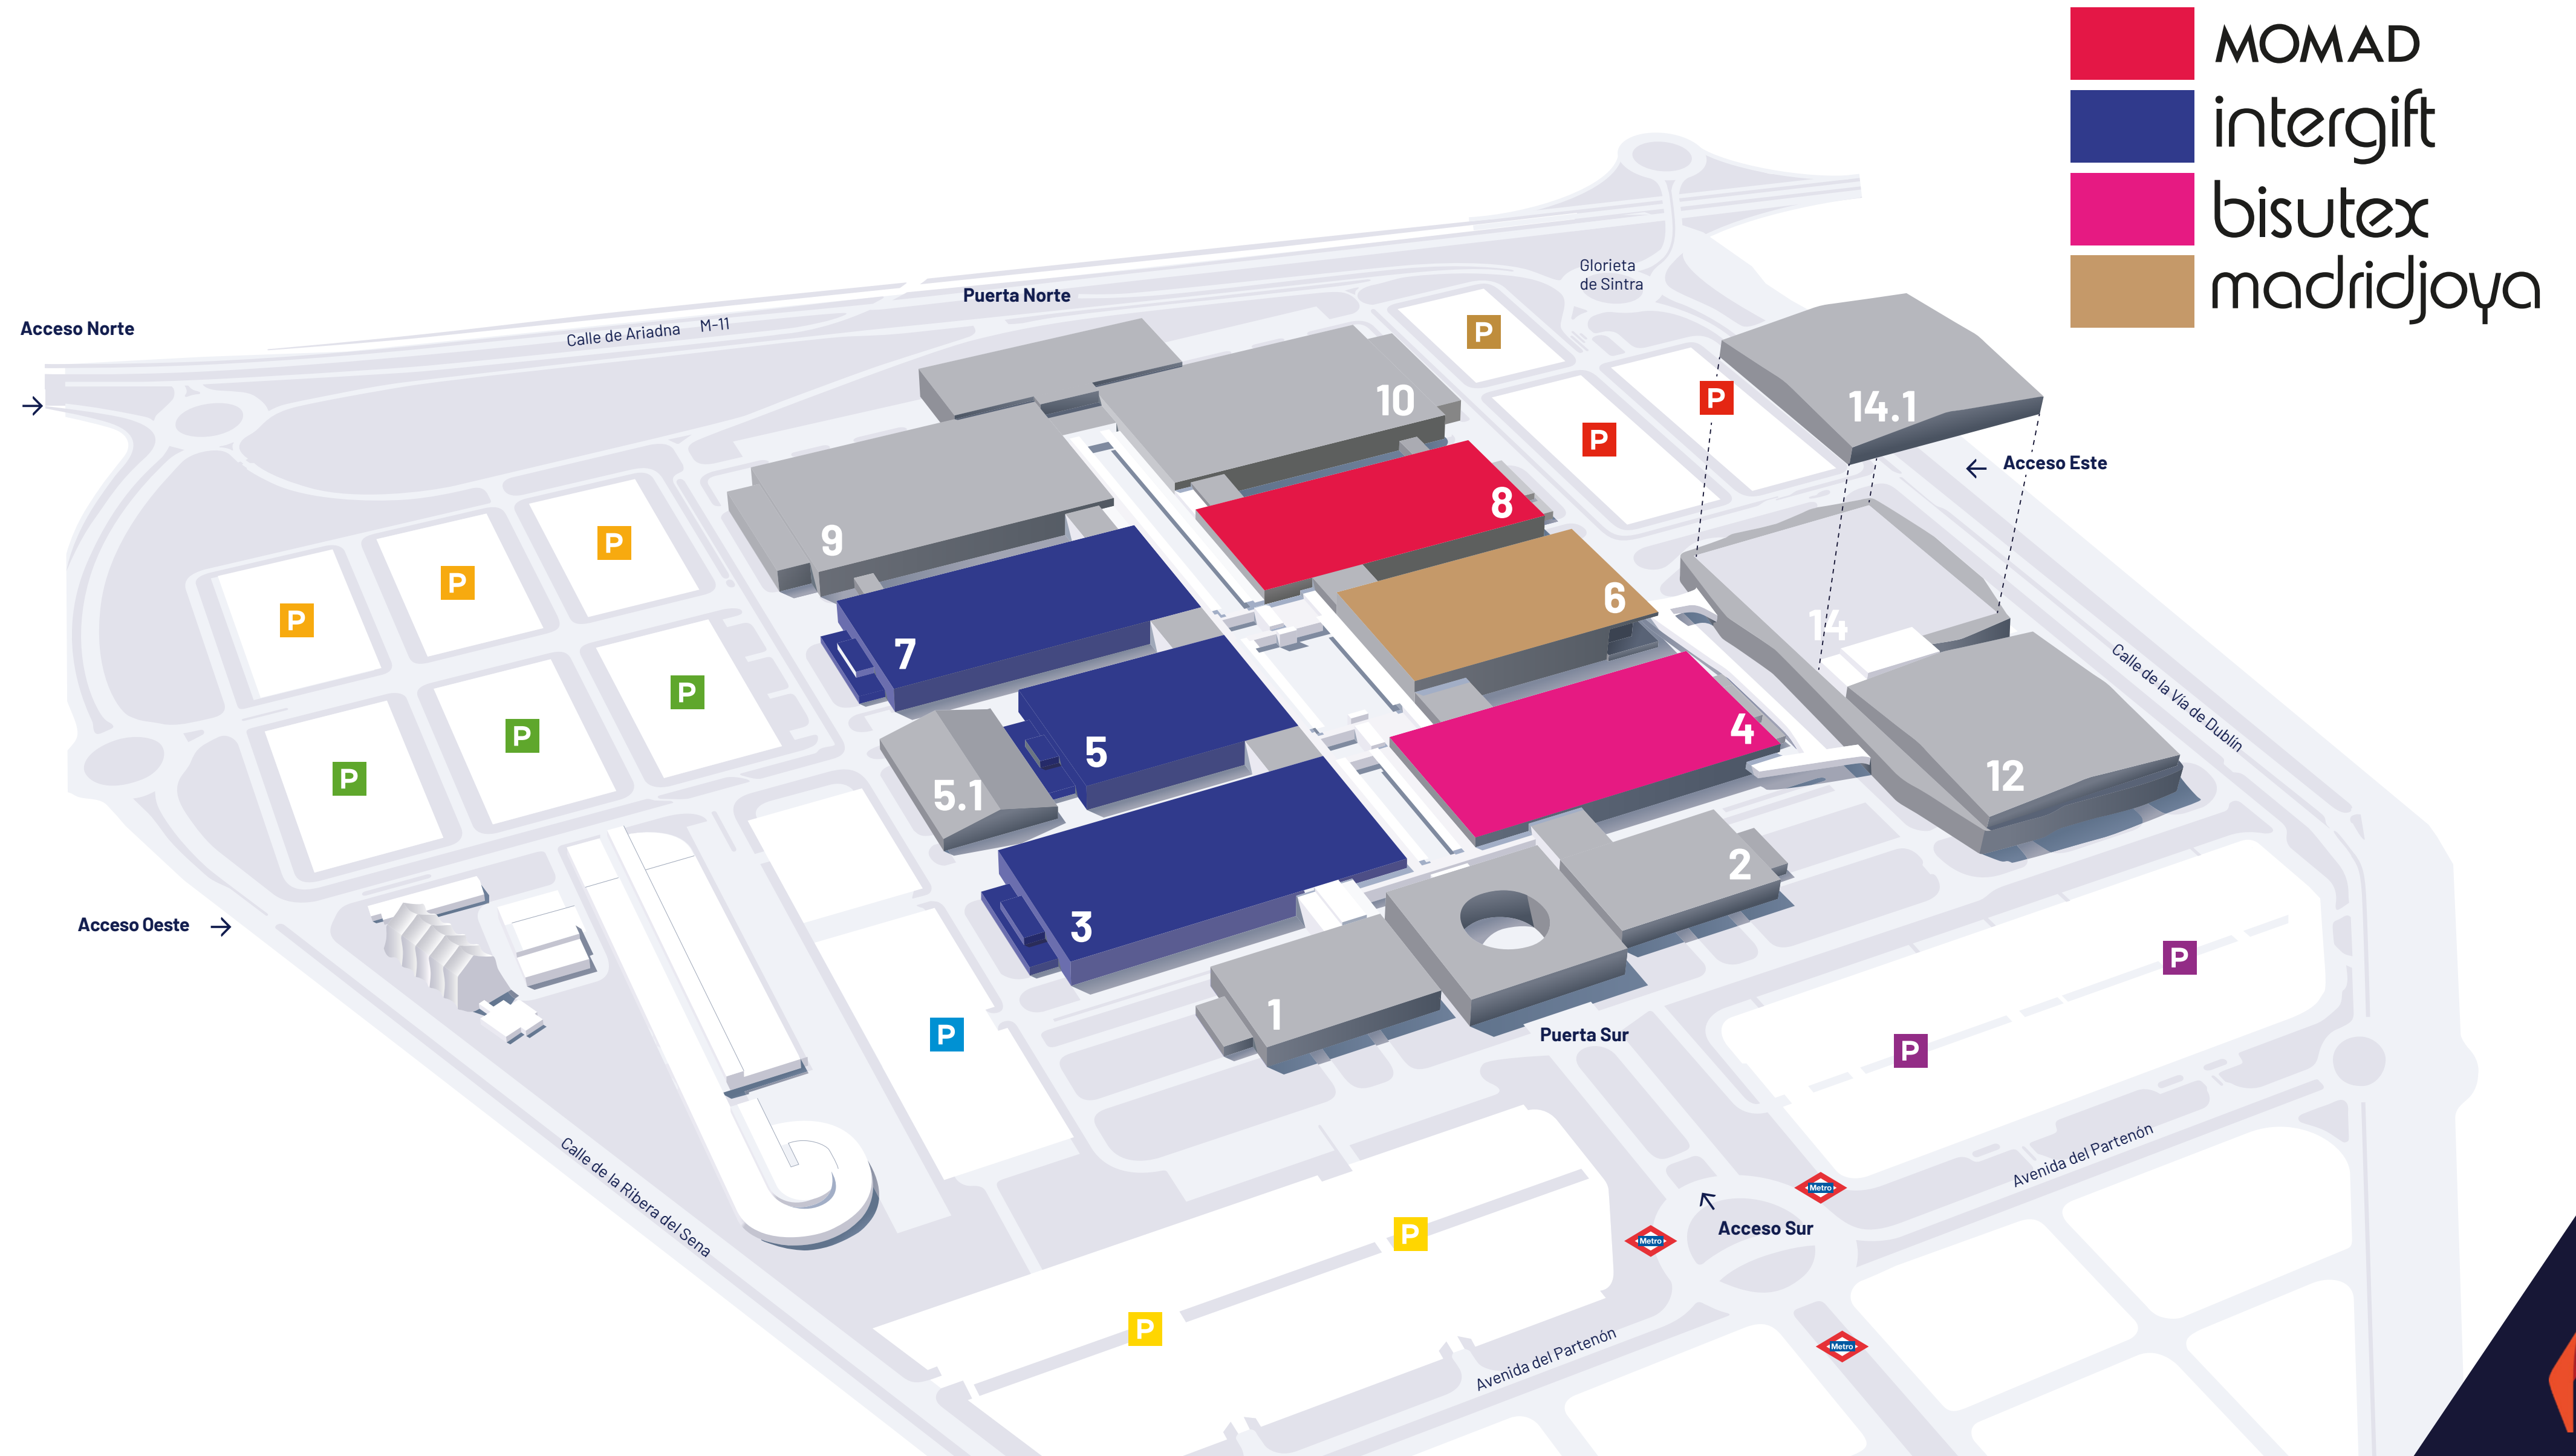 MOMAD
intergift
bisutex
madridjoya
Glorieta
de Sintra
Puerta Norte
Acceso Norte
Calle de Ariadna M-11
P
10
P
14.1
P
Acceso Este
8
9
P
P
6
14
P
7
P
4
Calle de la Vía de Dublín
P
5
P
12
5.1
2
3
Acceso Oeste
P
1
P
Puerta Sur
P
Avenida del Partenón
Calle de la Ribera del Sena
Metro
Acceso Sur
P
Metro
P
Metro
Avenida del Partenón